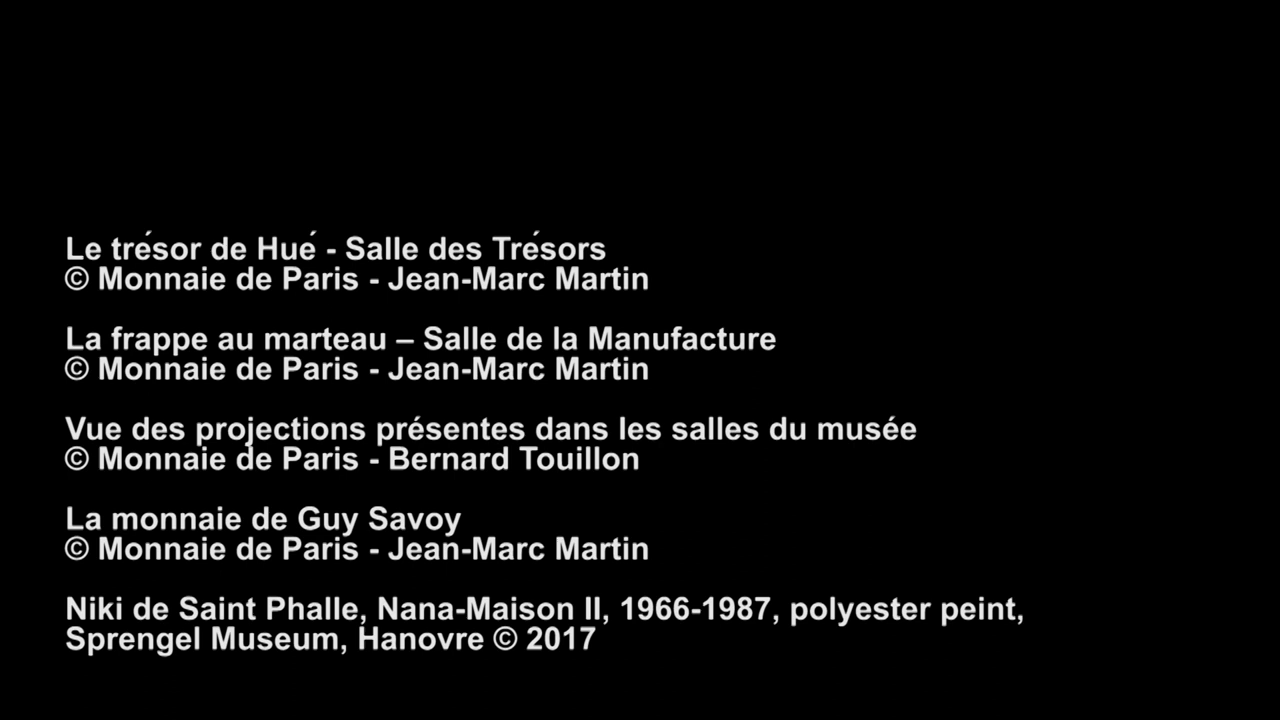 Le trésor de Hué - Salle des Trésors
© Monnaie de Paris - Jean-Marc Martin
La frappe au marteau – Salle de la Manufacture
© Monnaie de Paris - Jean-Marc Martin
Vue des projections présentes dans les salles du musée
© Monnaie de Paris - Bernard Touillon
La monnaie de Guy Savoy
© Monnaie de Paris - Jean-Marc Martin
Niki de Saint Phalle, Nana-Maison II, 1966-1987, polyester peint,
Sprengel Museum, Hanovre © 2017